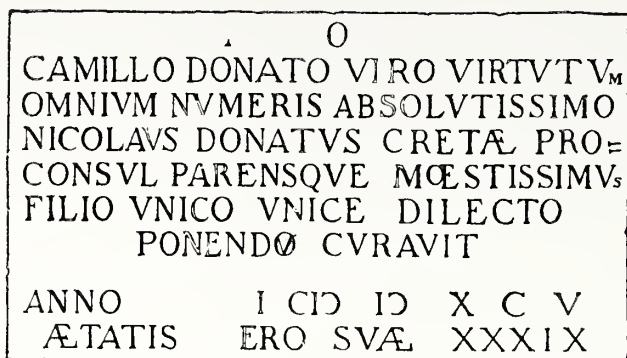 O
CAMILLO DONATO VIRO VIRTVTVM
OMNIVM NVMERIS ABSOLVTISSIMO
NICOLAVS DONATVS CRETÆ PRO=
CONSVL PARENSQVE MŒSTISSIMVS
FILIO VNICO VNICE DILECTO
PONENDØ CVRAVIT
ANNO I CIↃ IↃ X C V
ÆTATIS ERO SVÆ XXXIX